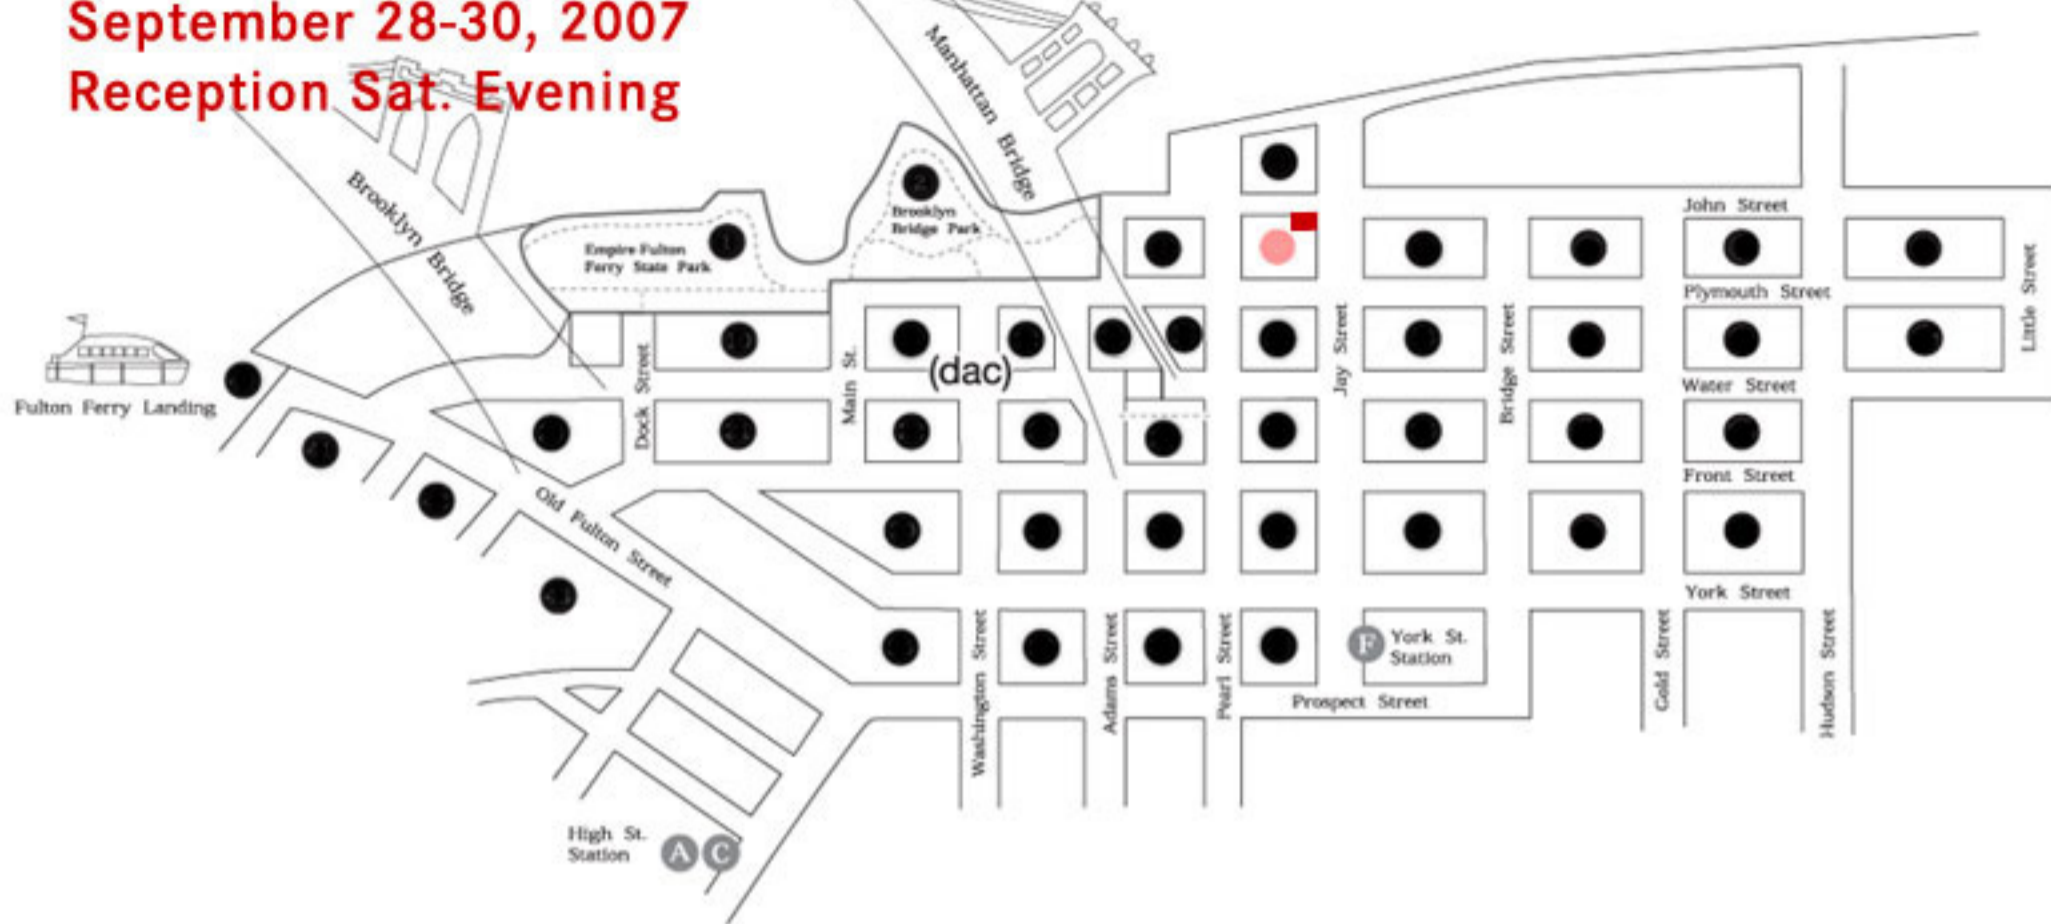 September 28-30, 2007
Reception Sat. Evening
Manhattan Bridge
Brooklyn Bridge
2
Brooklyn
Bridge Park
1
Empire-Fulton
Ferry State Park
John Street
Plymouth Street
Little Street
Fulton Ferry Landing
Dock Street
Main St.
(dac)
Jay Street
Bridge Street
Water Street
Front Street
Old Fulton Street
York Street
Washington Street
Adams Street
Pearl Street
F
York St.
Station
Gold Street
Hudson Street
Prospect Street
High St.
Station
A C